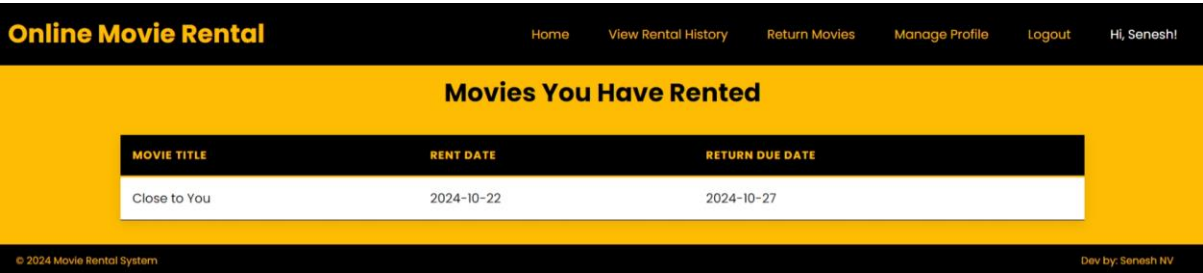 Online Movie Rental Home View Rental History Return Movies Manage Profile Logout Hi, Senesh!
Movies You Have Rented
MOVIE TITLE RENT DATE RETURN DUE DATE
Close to You 2024-10-22 2024-10-27
© 2024 Movie Rental System Dev by: Senesh NV